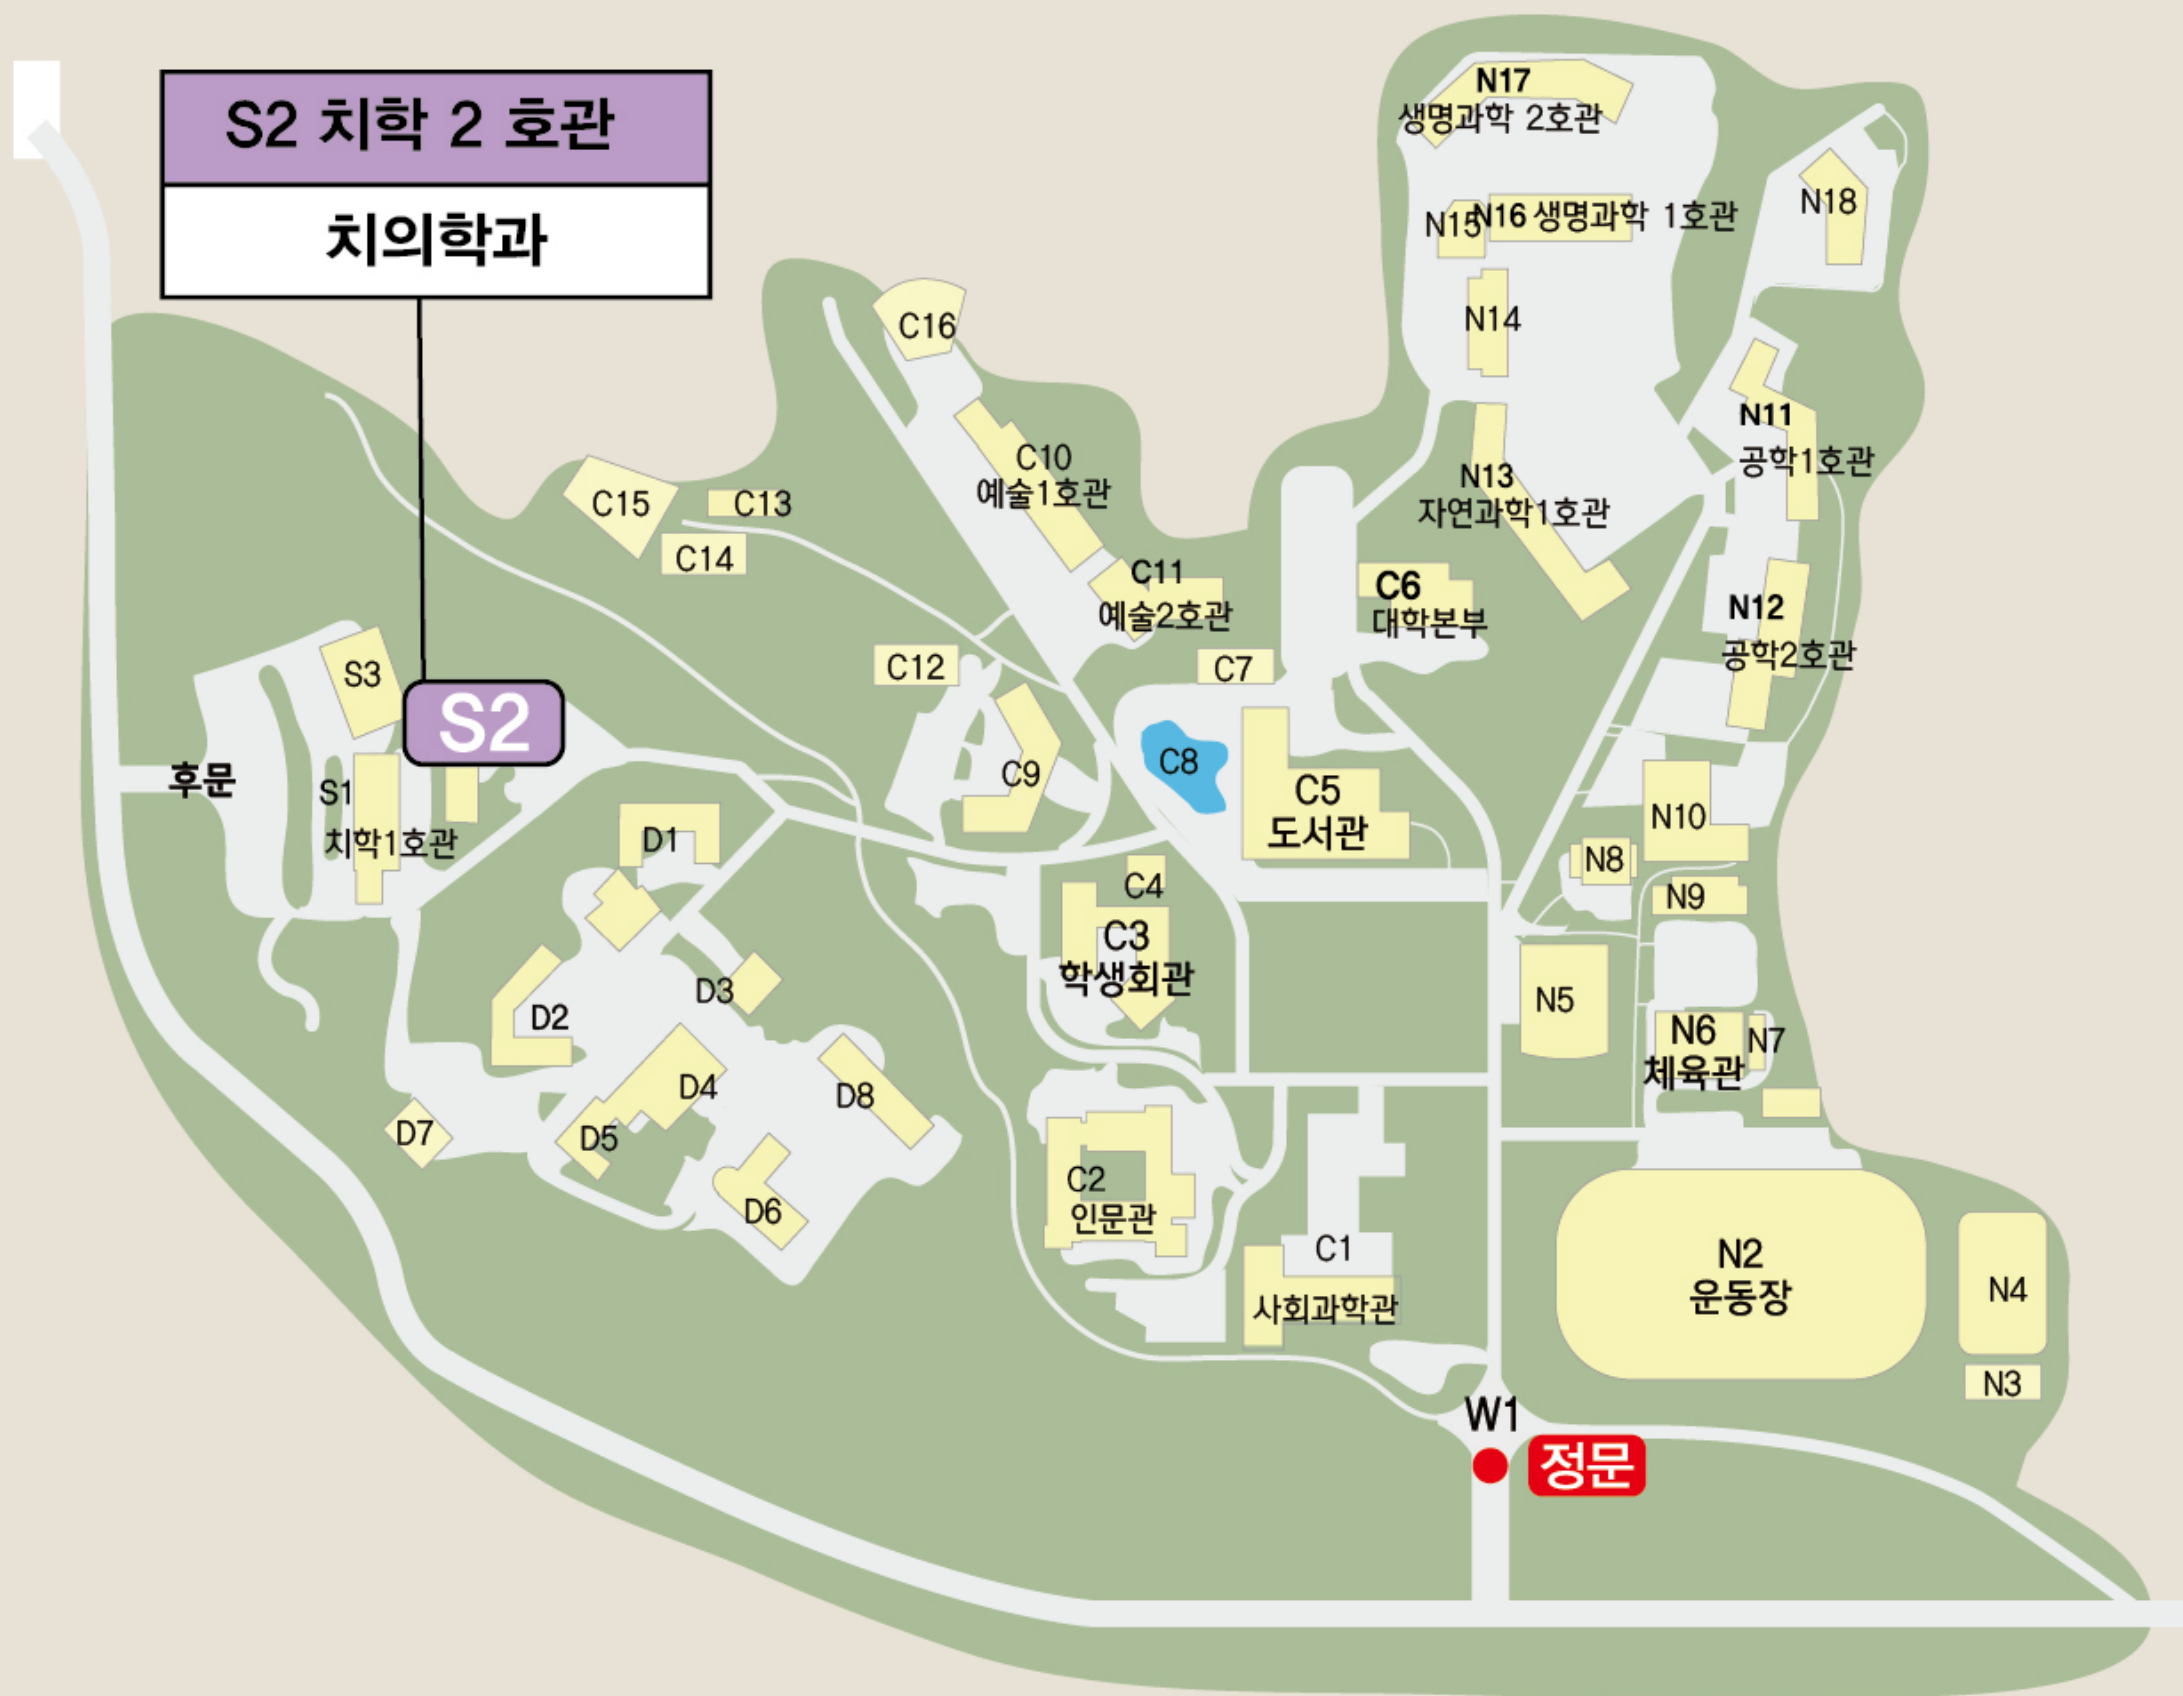 S2 치학 2 호관
치의학과
N17
생명과학 2호관
N18
N15
N16 생명과학 1호관
N14
C16
N11
공학1호관
C10
예술1호관
N13
자연과학1호관
C15
C13
C14
C11
예술2호관
C6
대학본부
N12
공학2호관
C12
C7
S3
S2
후문
S1
치학1호관
C9
C8
C5
도서관
N10
D1
N8
N9
C4
C3
학생회관
D3
D2
N5
N6
체육관
N7
D4
D8
D7
D5
D6
C2
인문관
C1
사회과학관
N2
운동장
N4
N3
W1
정문